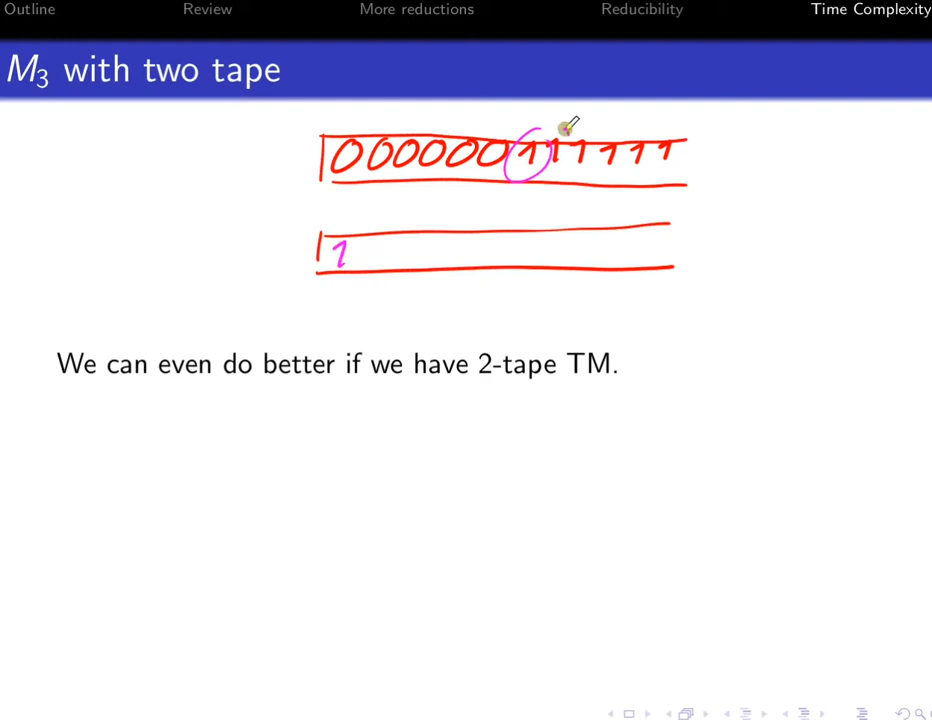 Outline Review More reductions Reducibility Time Complexity
M₃ with two tape
000000111111
1
We can even do better if we have 2-tape TM.